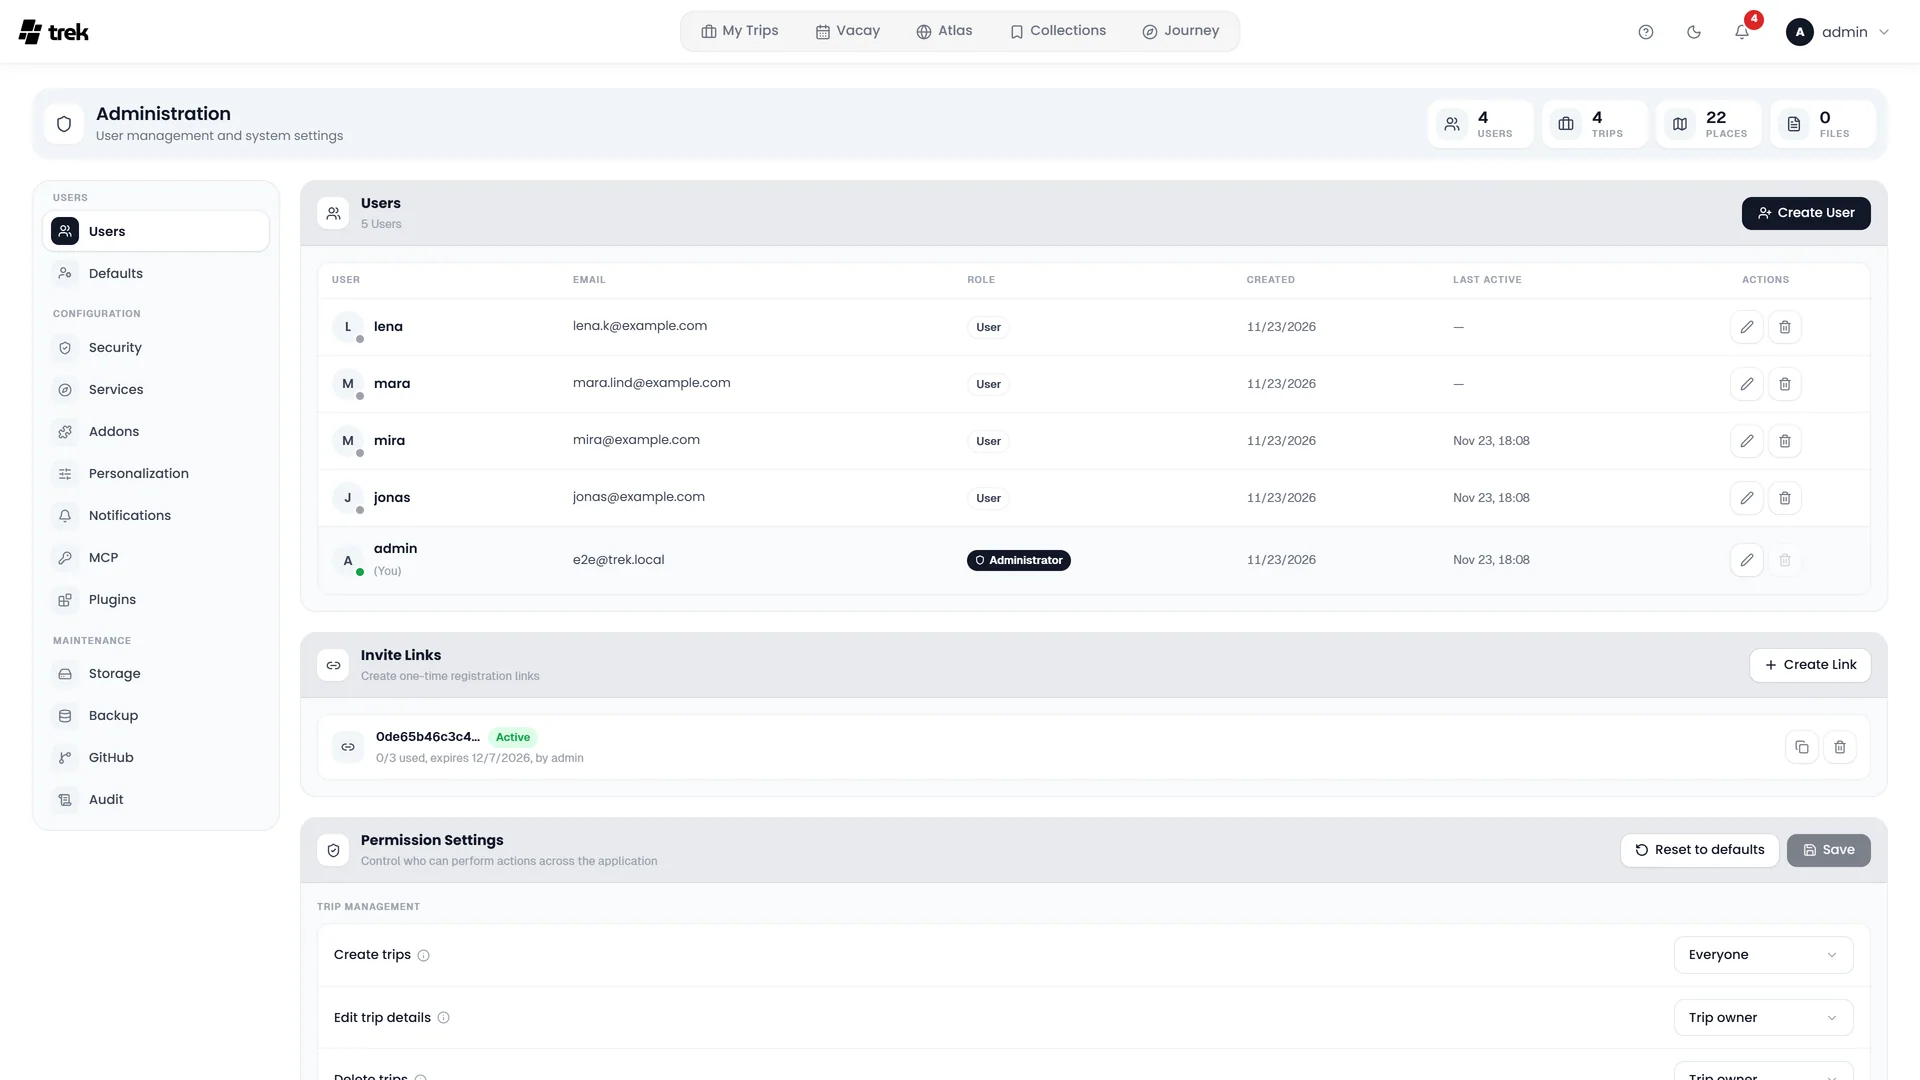 trek
My Trips
Vacay
Atlas
Collections
Journey
4
A
admin
Administration
User management and system settings
4
USERS
4
TRIPS
22
PLACES
0
FILES
USERS
Users
Defaults
CONFIGURATION
Security
Services
Addons
Personalization
Notifications
MCP
Plugins
MAINTENANCE
Storage
Backup
GitHub
Audit
Users
5 Users
Create User
USER EMAIL ROLE CREATED LAST ACTIVE ACTIONS
L lena lena.k@example.com User 11/23/2026 —
M mara mara.lind@example.com User 11/23/2026 —
M mira mira@example.com User 11/23/2026 Nov 23, 18:08
J jonas jonas@example.com User 11/23/2026 Nov 23, 18:08
A admin (You) e2e@trek.local Administrator 11/23/2026 Nov 23, 18:08
Invite Links
Create one-time registration links
Create Link
0de65b46c3c4... Active
0/3 used, expires 12/7/2026, by admin
Permission Settings
Control who can perform actions across the application
Reset to defaults
Save
TRIP MANAGEMENT
Create trips
Everyone
Edit trip details
Trip owner
Delete trips
Trip owner